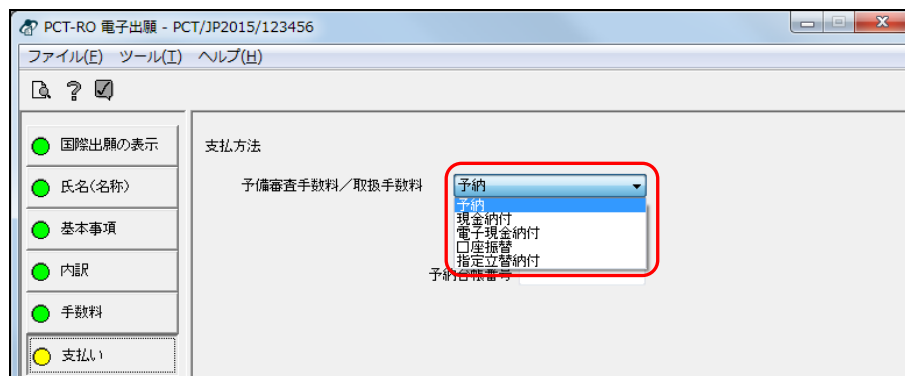 PCT-RO 電子出願 - PCT/JP2015/123456
ファイル(F) ツール(T) ヘルプ(H)
国際出願の表示
支払方法
氏名(名称)
予備審査手数料／取扱手数料
予納
予納
現金納付
電子現金納付
口座振替
指定立替納付
基本事項
内訳
予納台帳番号
手数料
支払い